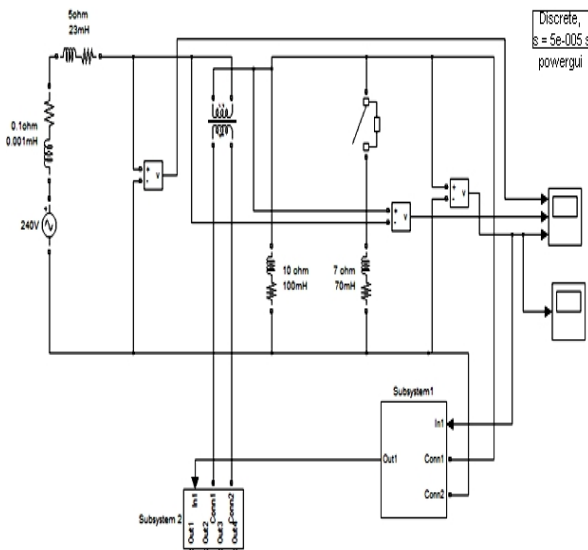 5ohm
23mH
Discrete,
s = 5e-005 s
powergui
0.1ohm
0.001mH
+
-
v
+
-
v
+
-
v
240V
+
10 ohm
100mH
7 ohm
70mH
Subsystem1
In1
Out1
Conn1
Conn2
In1
Conn1
Conn2
Out1
Out2
Out3
Out4
Subsystem 2